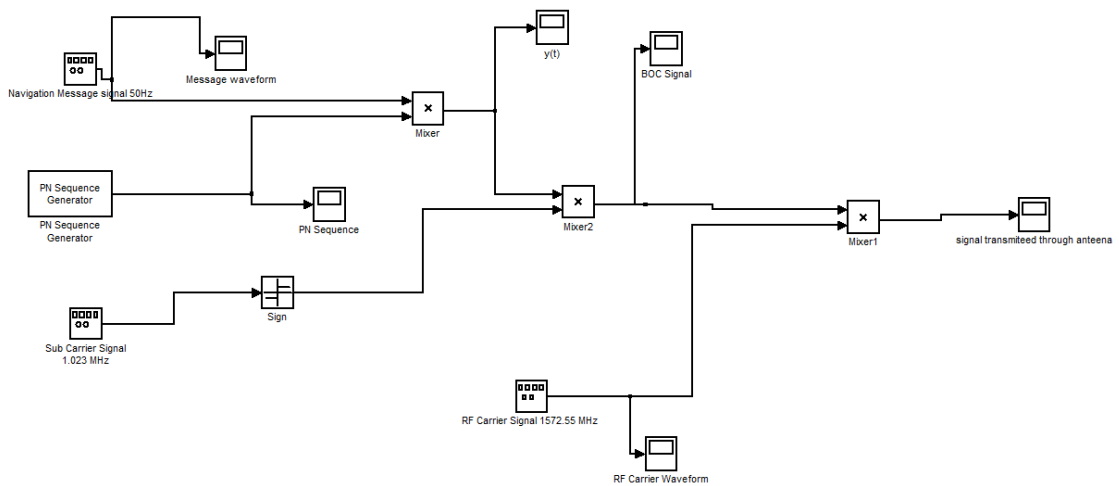 Message waveform
Navigation Message signal 50Hz
y(t)
BOC Signal
Mixer
PN Sequence
Generator
PN Sequence
Generator
PN Sequence
Mixer2
Mixer1
signal transmiteed through anteena
Sign
Sub Carrier Signal
1.023 MHz
RF Carrier Signal 1572.55 MHz
RF Carrier Waveform